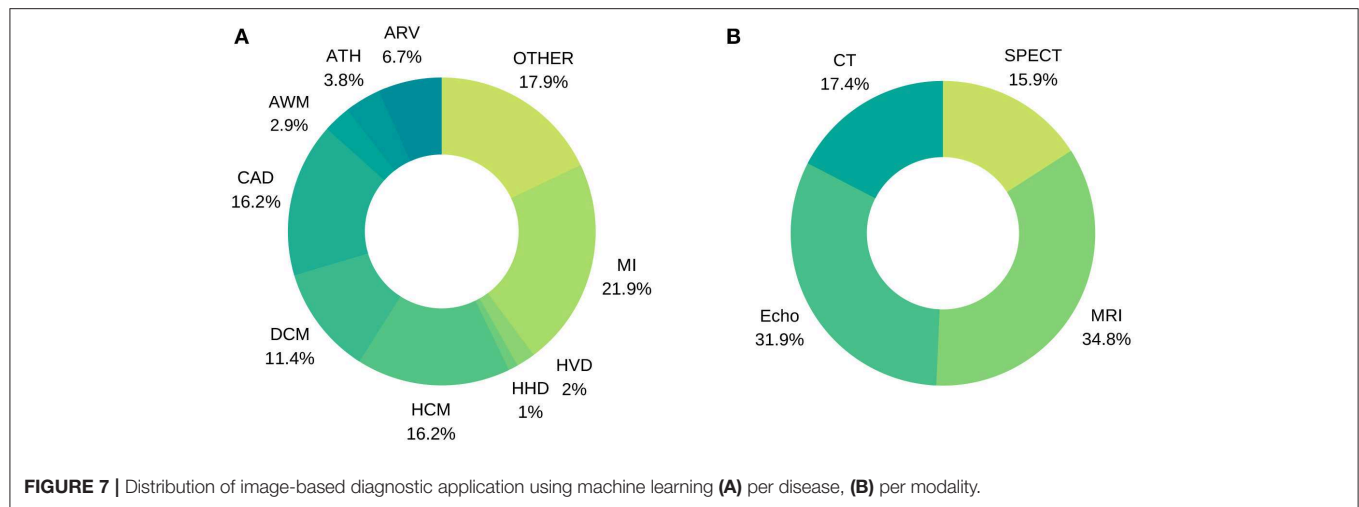 A
ARV
6.7%
ATH
3.8%
AWM
2.9%
CAD
16.2%
DCM
11.4%
HCM
16.2%
HHD
1%
HVD
2%
MI
21.9%
OTHER
17.9%
B
CT
17.4%
SPECT
15.9%
Echo
31.9%
MRI
34.8%
FIGURE 7 | Distribution of image-based diagnostic application using machine learning (A) per disease, (B) per modality.